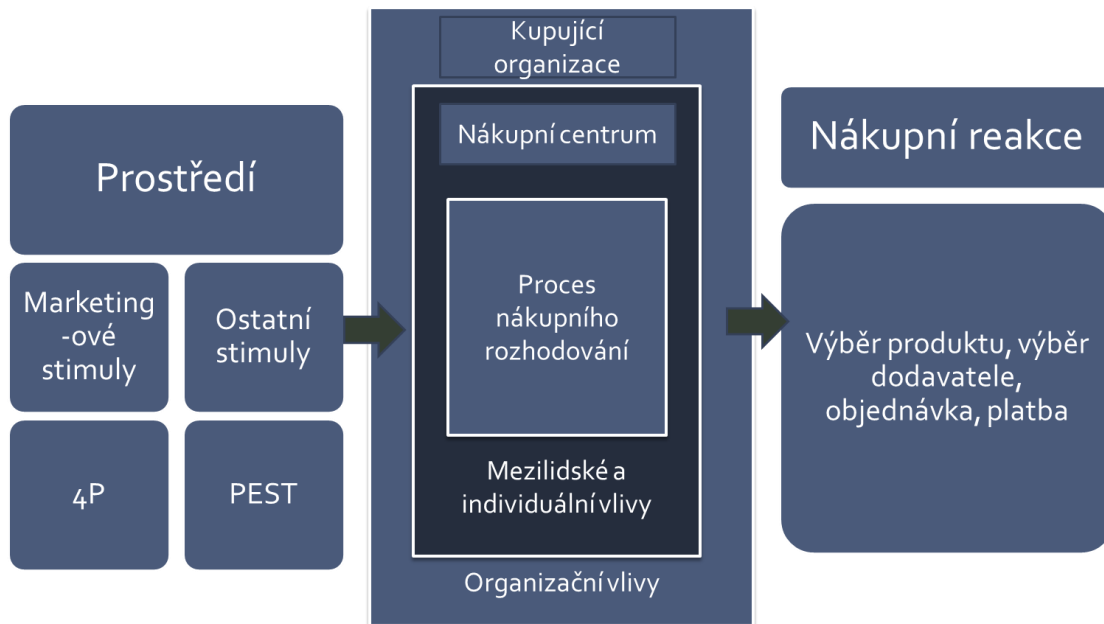 Prostředí
Marketing
-ové
stimuly
Ostatní
stimuly
4P
PEST
Kupující
organizace
Nákupní centrum
Proces
nákupního
rozhodování
Mezilidské a
individuální vlivy
Organizační vlivy
Nákupní reakce
Výběr produktu, výběr
dodavatele,
objednávka, platba